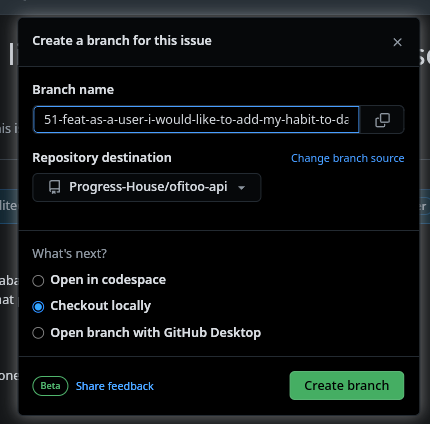 Create a branch for this issue
Branch name
51-feat-as-a-user-i-would-like-to-add-my-habit-to-da
Repository destination
Change branch source
Progress-House/ofitoo-api
What's next?
Open in codespace
Checkout locally
Open branch with GitHub Desktop
Beta
Share feedback
Create branch